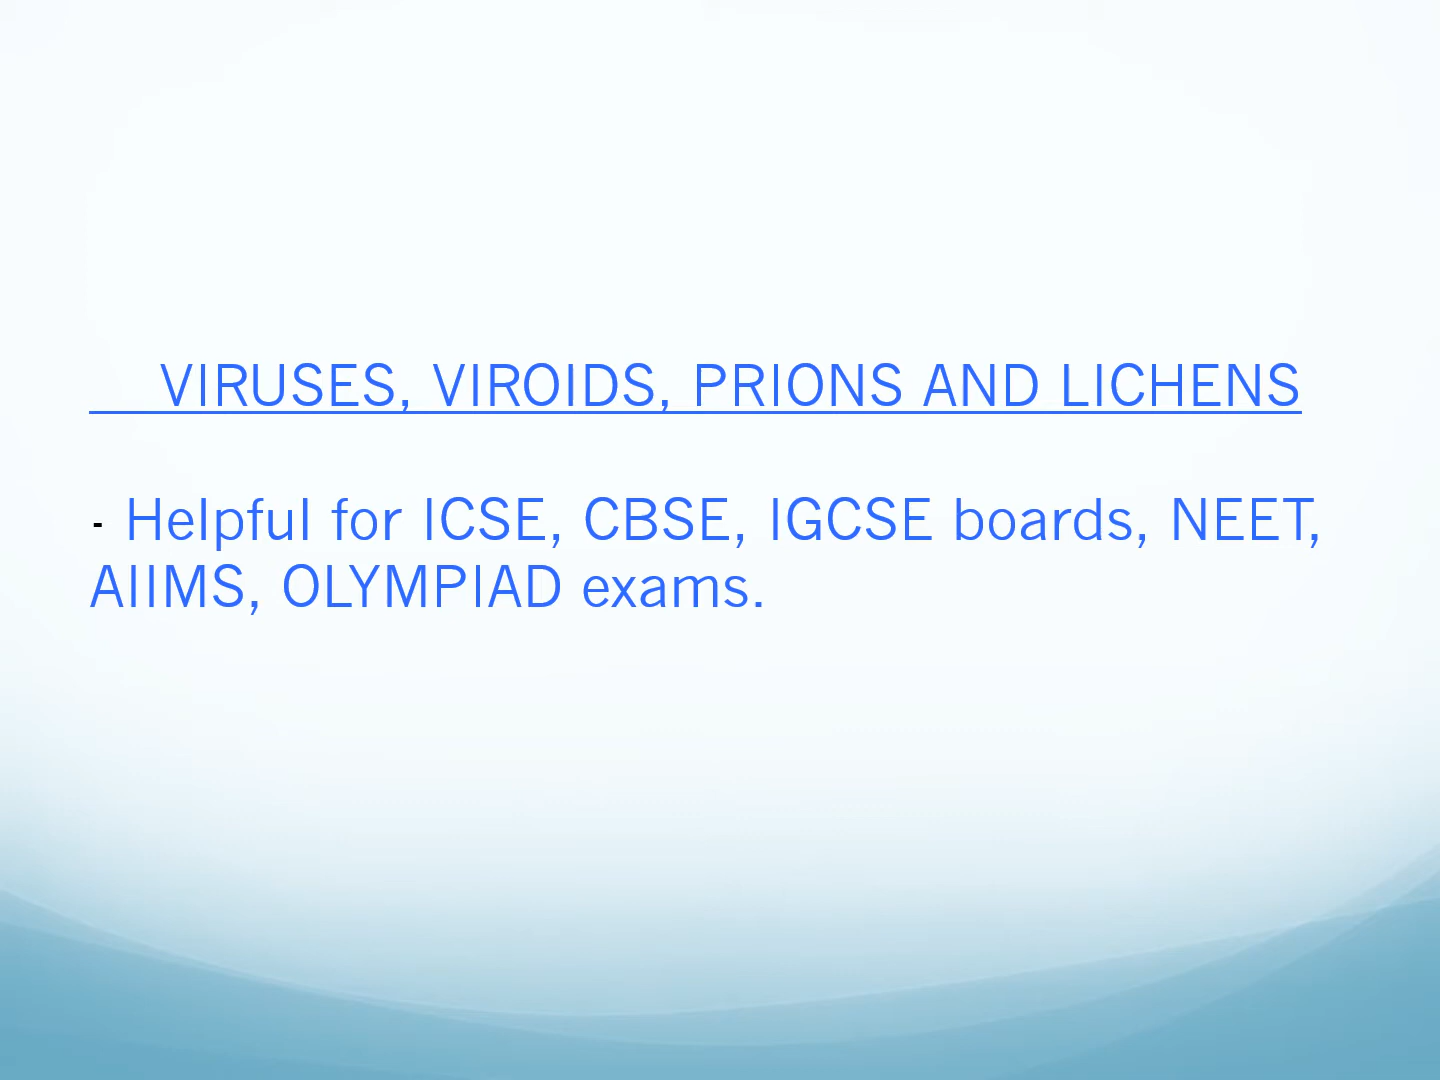 VIRUSES, VIROIDS, PRIONS AND LICHENS
- Helpful for ICSE, CBSE, IGCSE boards, NEET,
AIIMS, OLYMPIAD exams.